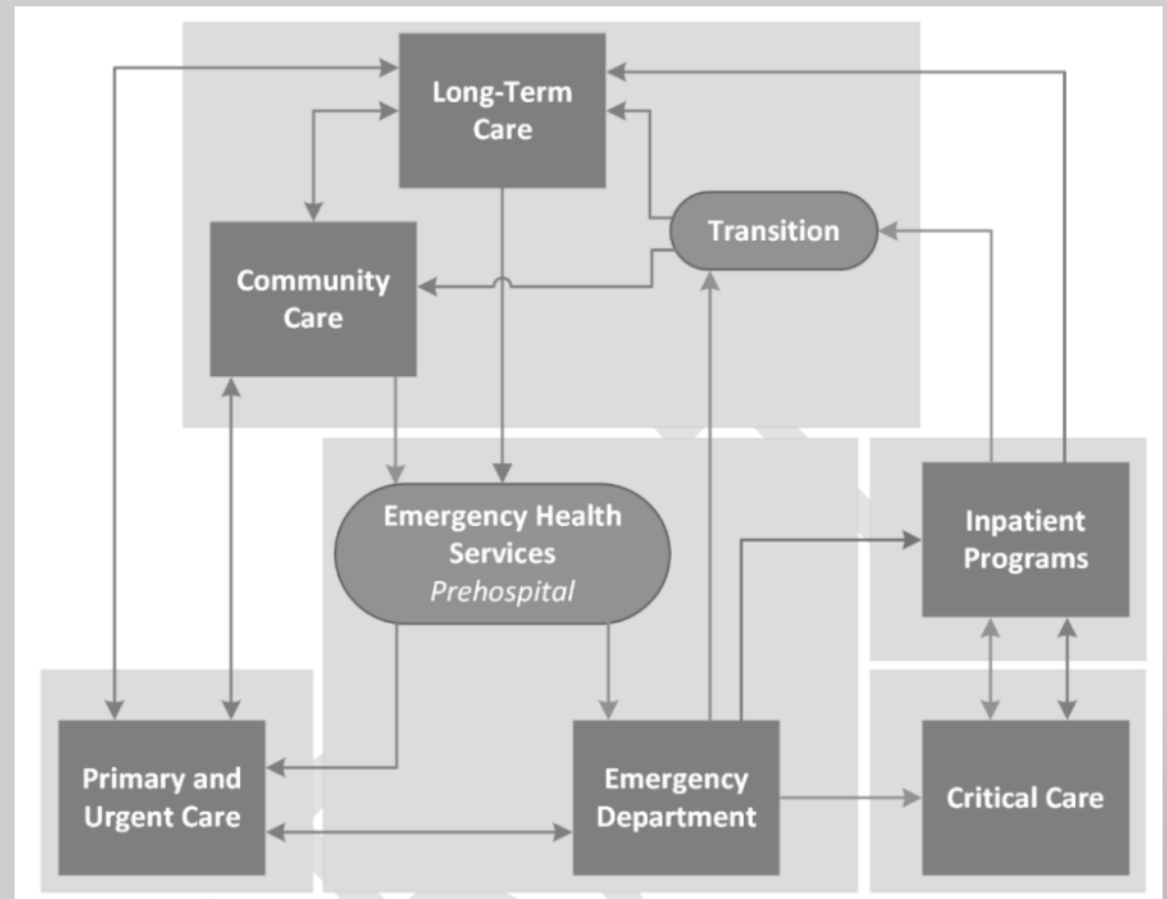 Long-Term
Care
Transition
Community
Care
Emergency Health
Services
Prehospital
Inpatient
Programs
Primary and
Urgent Care
Emergency
Department
Critical Care